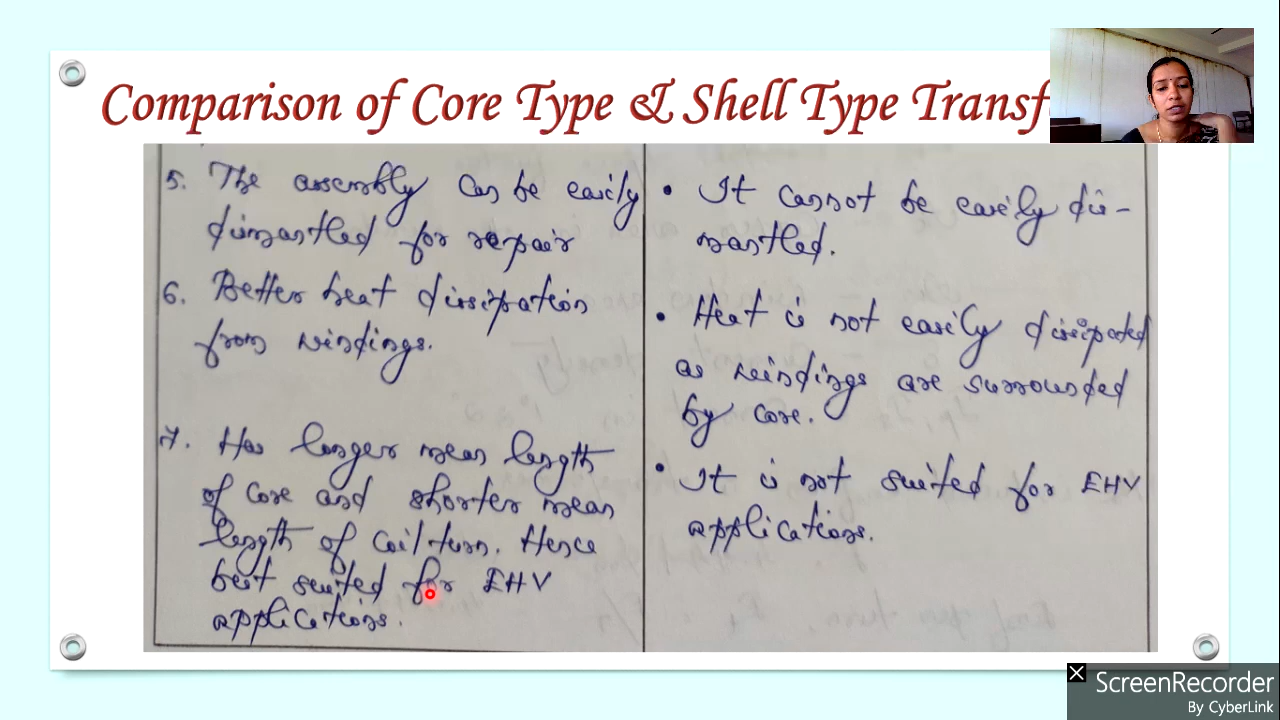 Comparison of Core Type & Shell Type Transf
5. The assembly can be easily
dismantled for repair
6. Better heat dissipation
from windings.
7. Has longer mean length
of core and shorter mean
length of coil turn. Hence
best suited for EHV
applications.
• It cannot be easily dis-
mantled.
• Heat is not easily dissipated
as windings are surrounded
by core.
• It is not suited for EHV
applications.
ScreenRecorder
By CyberLink